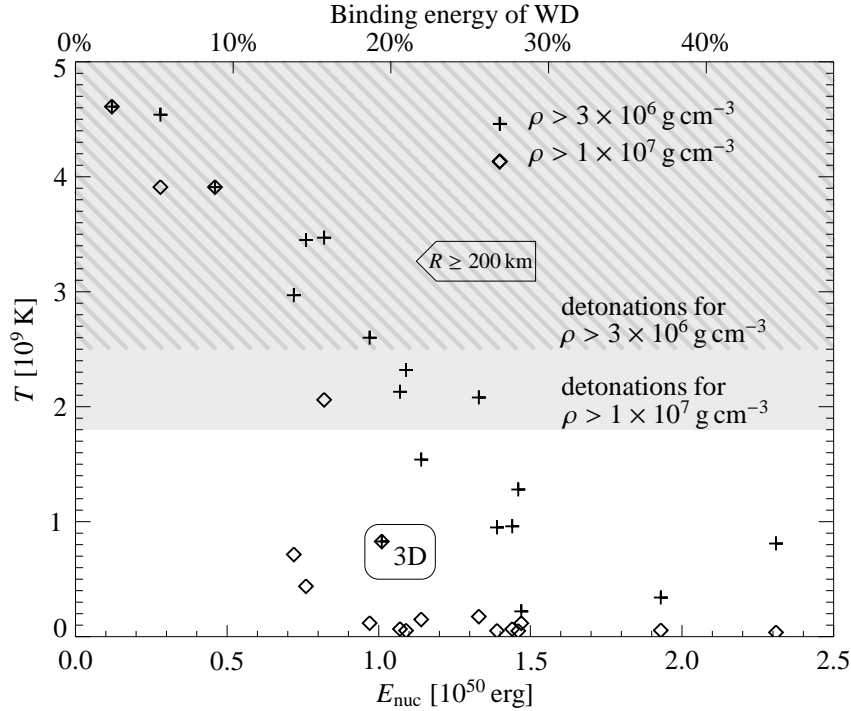 Binding energy of WD
0% 10% 20% 30% 40%
5
ρ > 3 × 10⁶ g cm⁻³
ρ > 1 × 10⁷ g cm⁻³
4
R ≥ 200 km
3
detonations for
ρ > 3 × 10⁶ g cm⁻³
detonations for
ρ > 1 × 10⁷ g cm⁻³
2
T [10⁹ K]
1
3D
0
0.0 0.5 1.0 1.5 2.0 2.5
E_nuc [10⁵⁰ erg]